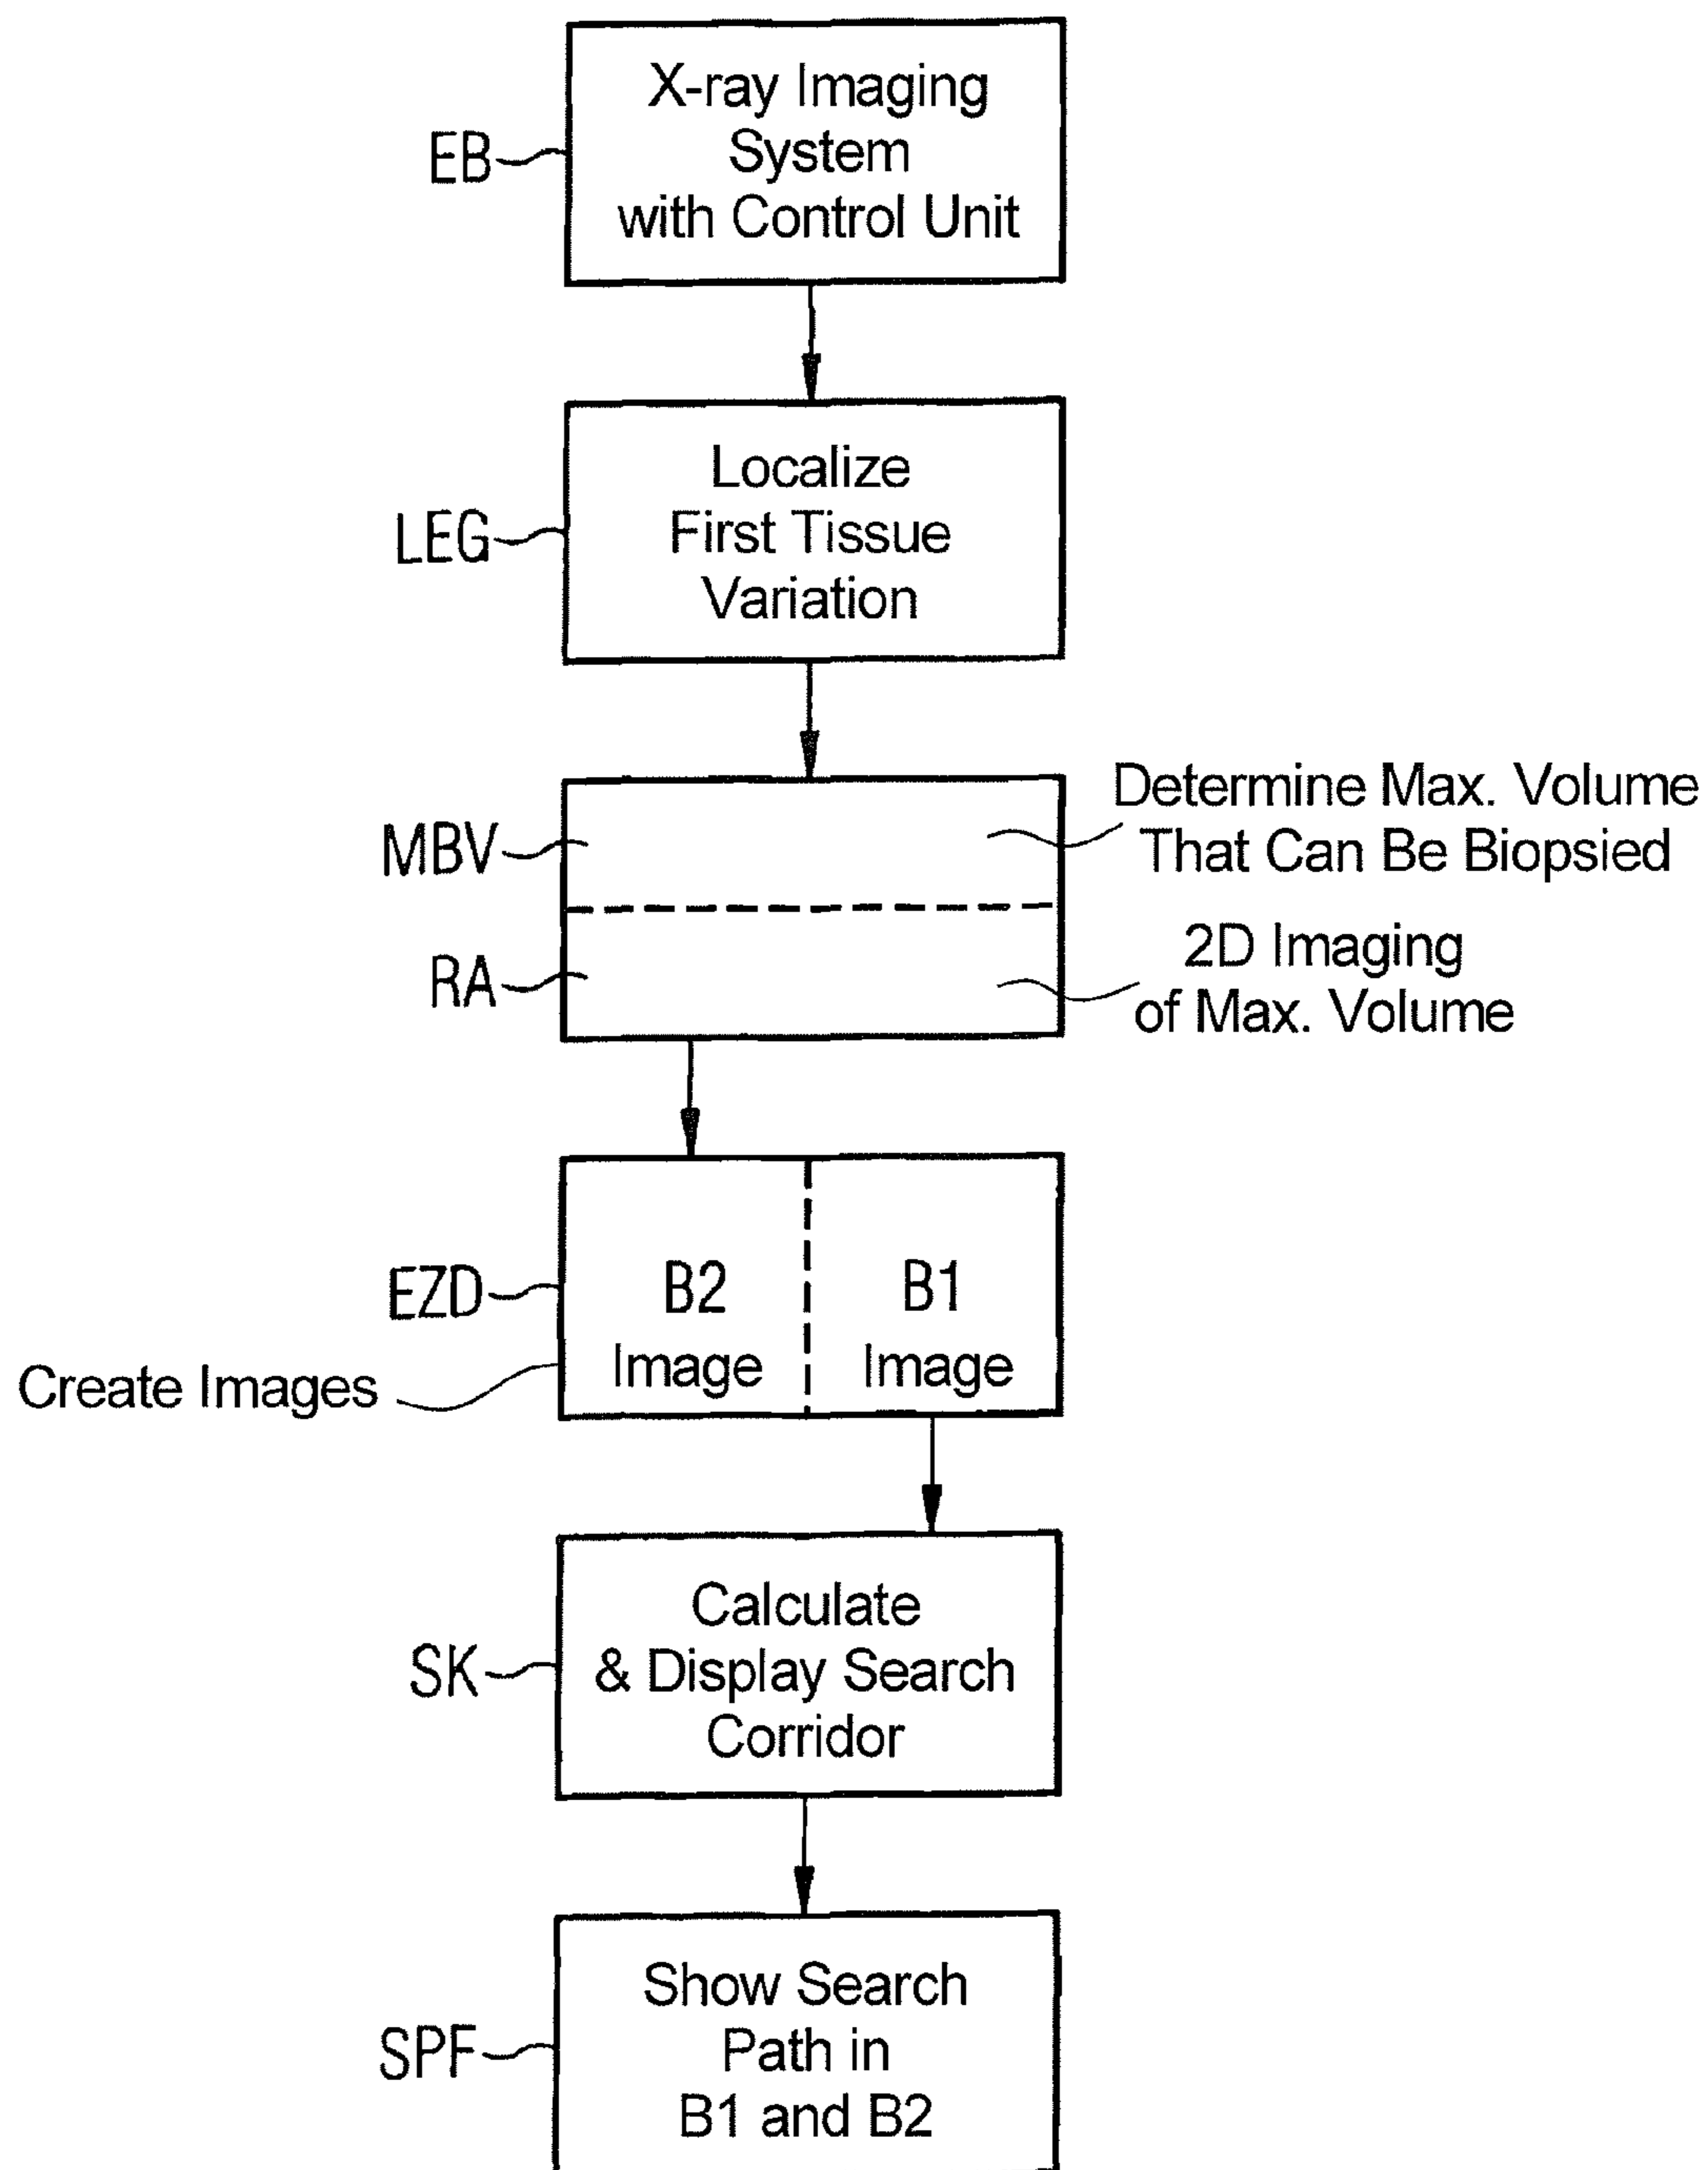 X-ray Imaging
System
with Control Unit
EB
Localize
First Tissue
Variation
LEG
MBV
Determine Max. Volume
That Can Be Biopsied
RA
2D Imaging
of Max. Volume
EZD
B2
Image
B1
Image
Create Images
Calculate
& Display Search
Corridor
SK
Show Search
Path in
B1 and B2
SPF